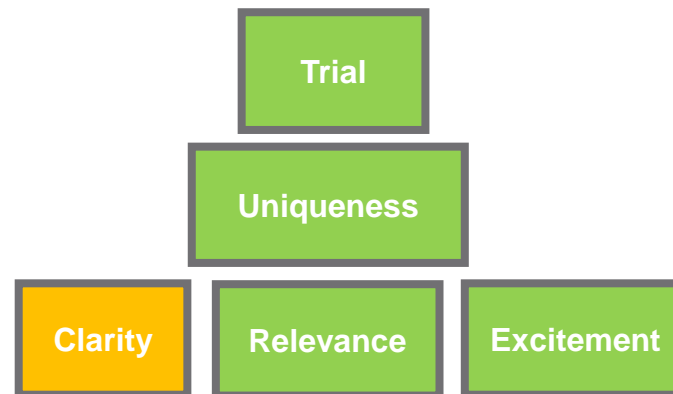 Trial
Uniqueness
Clarity
Relevance
Excitement